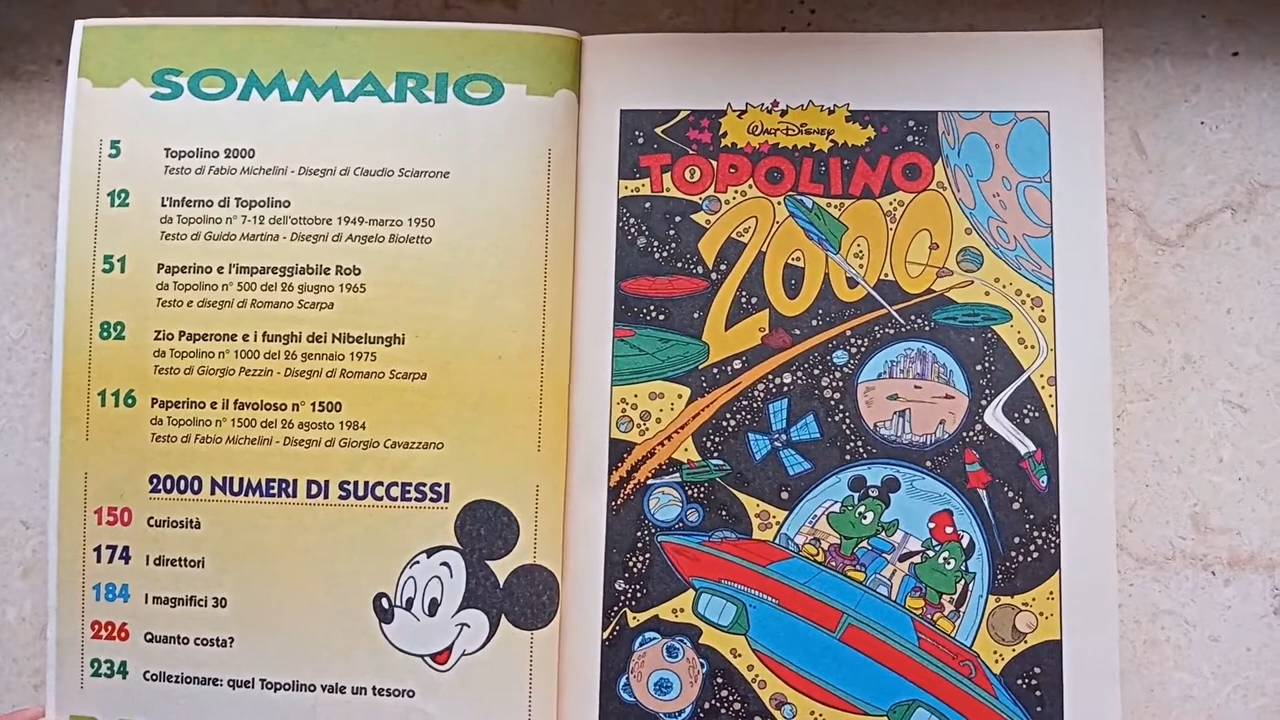 SOMMARIO
5 Topolino 2000
Testo di Fabio Michelini - Disegni di Claudio Sciarrone
12 L'Inferno di Topolino
da Topolino n° 7-12 dell'ottobre 1949-marzo 1950
Testo di Guido Martina - Disegni di Angelo Bioletto
51 Paperino e l'impareggiabile Rob
da Topolino n° 500 del 26 giugno 1965
Testo e disegni di Romano Scarpa
82 Zio Paperone e i funghi dei Nibelunghi
da Topolino n° 1000 del 26 gennaio 1975
Testo di Giorgio Pezzin - Disegni di Romano Scarpa
116 Paperino e il favoloso n° 1500
da Topolino n° 1500 del 26 agosto 1984
Testo di Fabio Michelini - Disegni di Giorgio Cavazzano
2000 NUMERI DI SUCCESSI
150 Curiosità
174 I direttori
184 I magnifici 30
226 Quanto costa?
234 Collezionare: quel Topolino vale un tesoro
WALT DISNEY
TOPOLINO
2000